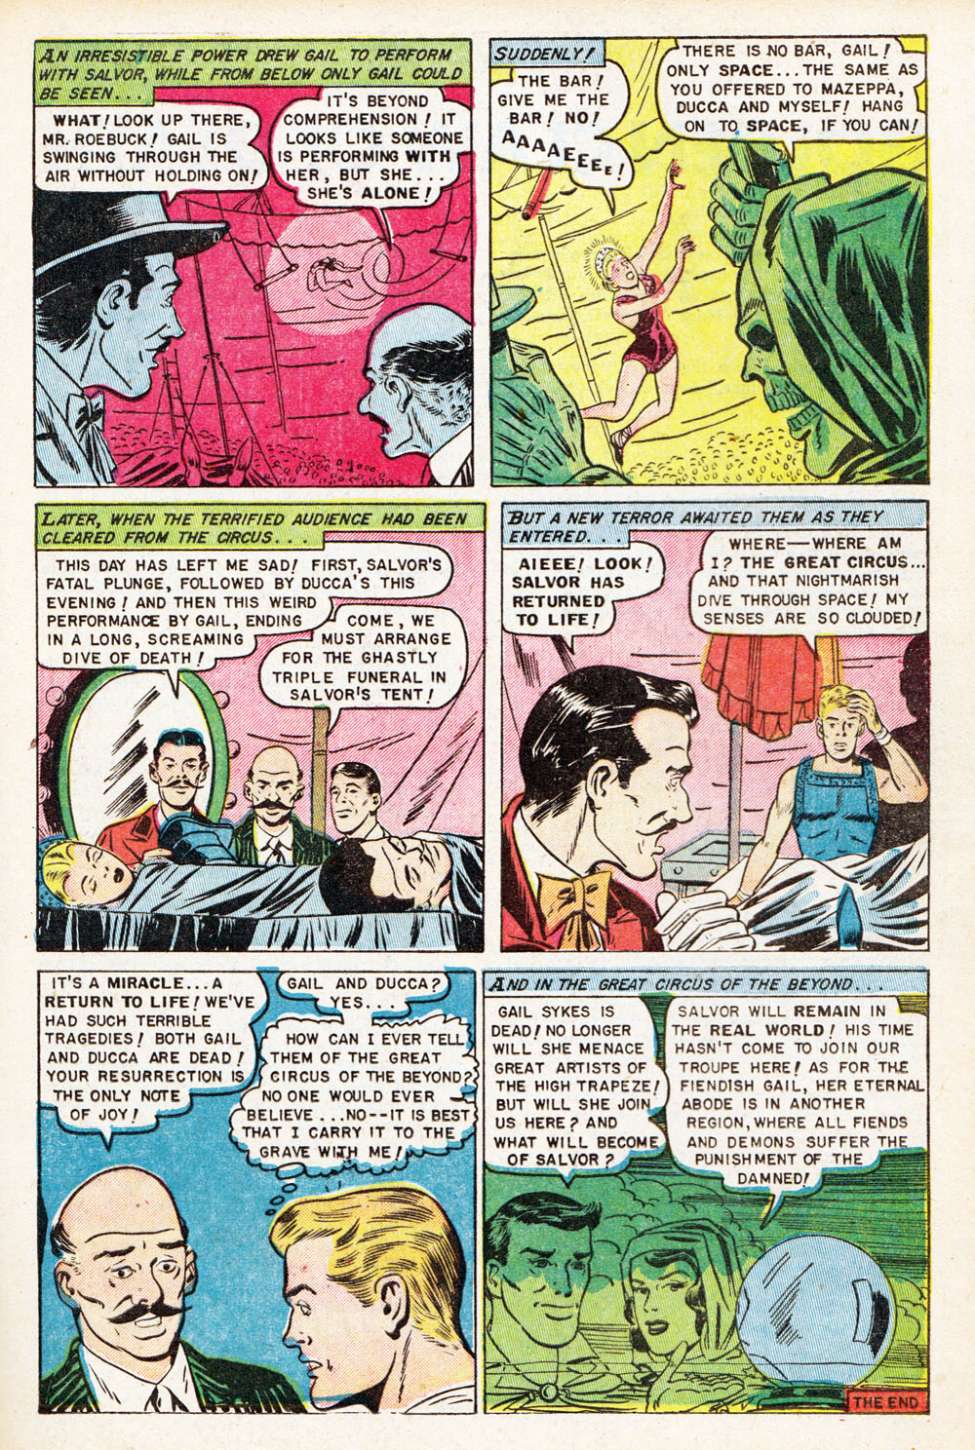 AN IRRESISTIBLE POWER DREW GAIL TO PERFORM
WITH SALVOR, WHILE FROM BELOW ONLY GAIL COULD
BE SEEN...
WHAT! LOOK UP THERE,
MR. ROEBUCK! GAIL IS
SWINGING THROUGH THE
AIR WITHOUT HOLDING ON!
IT'S BEYOND
COMPREHENSION! IT
LOOKS LIKE SOMEONE
IS PERFORMING WITH
HER, BUT SHE...
SHE'S ALONE!
SUDDENLY!
THE BAR!
GIVE ME THE
BAR! NO!
AAAAEEEE!
THERE IS NO BAR, GAIL!
ONLY SPACE...THE SAME AS
YOU OFFERED TO MAZEPPA,
DUCCA AND MYSELF! HANG
ON TO SPACE, IF YOU CAN!
LATER, WHEN THE TERRIFIED AUDIENCE HAD BEEN
CLEARED FROM THE CIRCUS...
THIS DAY HAS LEFT ME SAD! FIRST, SALVOR'S
FATAL PLUNGE, FOLLOWED BY DUCCA'S THIS
EVENING! AND THEN THIS WEIRD
PERFORMANCE BY GAIL, ENDING
IN A LONG, SCREAMING
DIVE OF DEATH!
COME, WE
MUST ARRANGE
FOR THE GHASTLY
TRIPLE FUNERAL IN
SALVOR'S TENT!
BUT A NEW TERROR AWAITED THEM AS THEY
ENTERED...
AIEEE! LOOK!
SALVOR HAS
RETURNED
TO LIFE!
WHERE—WHERE AM
I? THE GREAT CIRCUS...
AND THAT NIGHTMARISH
DIVE THROUGH SPACE! MY
SENSES ARE SO CLOUDED!
IT'S A MIRACLE...A
RETURN TO LIFE! WE'VE
HAD SUCH TERRIBLE
TRAGEDIES! BOTH GAIL
AND DUCCA ARE DEAD!
YOUR RESURRECTION IS
THE ONLY NOTE
OF JOY!
GAIL AND DUCCA?
YES...
HOW CAN I EVER TELL
THEM OF THE GREAT
CIRCUS OF THE BEYOND?
NO ONE WOULD EVER
BELIEVE...NO--IT IS BEST
THAT I CARRY IT TO THE
GRAVE WITH ME!
AND IN THE GREAT CIRCUS OF THE BEYOND...
GAIL SYKES IS
DEAD! NO LONGER
WILL SHE MENACE
GREAT ARTISTS OF
THE HIGH TRAPEZE!
BUT WILL SHE JOIN
US HERE? AND
WHAT WILL BECOME
OF SALVOR?
SALVOR WILL REMAIN IN
THE REAL WORLD! HIS TIME
HASN'T COME TO JOIN OUR
TROUPE HERE! AS FOR THE
FIENDISH GAIL, HER ETERNAL
ABODE IS IN ANOTHER
REGION, WHERE ALL FIENDS
AND DEMONS SUFFER THE
PUNISHMENT OF THE
DAMNED!
THE END